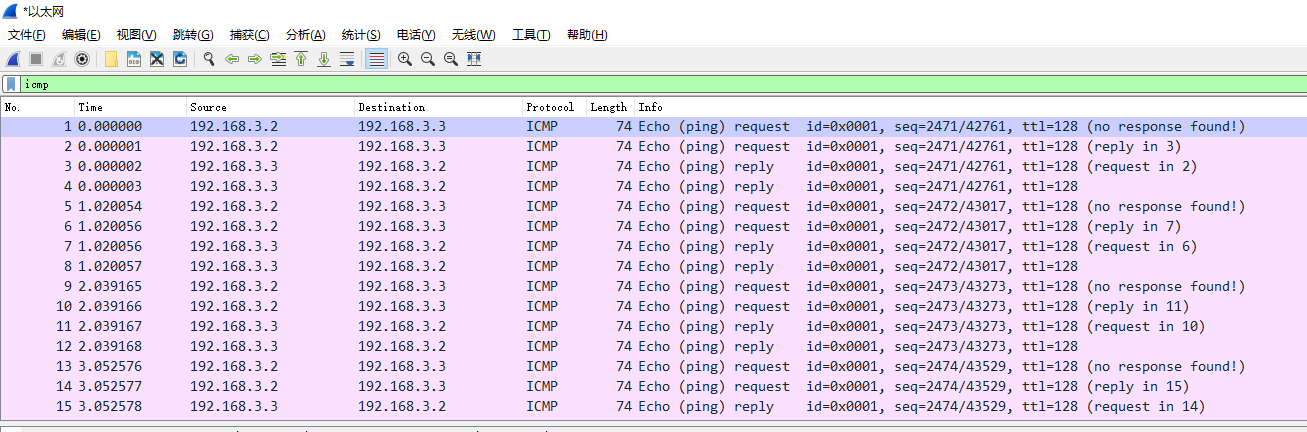 *以太网
文件(F) 编辑(E) 视图(V) 跳转(G) 捕获(C) 分析(A) 统计(S) 电话(Y) 无线(W) 工具(T) 帮助(H)
icmp
No. Time Source Destination Protocol Length Info
1 0.000000 192.168.3.2 192.168.3.3 ICMP 74 Echo (ping) request id=0x0001, seq=2471/42761, ttl=128 (no response found!)
2 0.000001 192.168.3.2 192.168.3.3 ICMP 74 Echo (ping) request id=0x0001, seq=2471/42761, ttl=128 (reply in 3)
3 0.000002 192.168.3.3 192.168.3.2 ICMP 74 Echo (ping) reply id=0x0001, seq=2471/42761, ttl=128 (request in 2)
4 0.000003 192.168.3.3 192.168.3.2 ICMP 74 Echo (ping) reply id=0x0001, seq=2471/42761, ttl=128
5 1.020054 192.168.3.2 192.168.3.3 ICMP 74 Echo (ping) request id=0x0001, seq=2472/43017, ttl=128 (no response found!)
6 1.020056 192.168.3.2 192.168.3.3 ICMP 74 Echo (ping) request id=0x0001, seq=2472/43017, ttl=128 (reply in 7)
7 1.020056 192.168.3.3 192.168.3.2 ICMP 74 Echo (ping) reply id=0x0001, seq=2472/43017, ttl=128 (request in 6)
8 1.020057 192.168.3.3 192.168.3.2 ICMP 74 Echo (ping) reply id=0x0001, seq=2472/43017, ttl=128
9 2.039165 192.168.3.2 192.168.3.3 ICMP 74 Echo (ping) request id=0x0001, seq=2473/43273, ttl=128 (no response found!)
10 2.039166 192.168.3.2 192.168.3.3 ICMP 74 Echo (ping) request id=0x0001, seq=2473/43273, ttl=128 (reply in 11)
11 2.039167 192.168.3.3 192.168.3.2 ICMP 74 Echo (ping) reply id=0x0001, seq=2473/43273, ttl=128 (request in 10)
12 2.039168 192.168.3.3 192.168.3.2 ICMP 74 Echo (ping) reply id=0x0001, seq=2473/43273, ttl=128
13 3.052576 192.168.3.2 192.168.3.3 ICMP 74 Echo (ping) request id=0x0001, seq=2474/43529, ttl=128 (no response found!)
14 3.052577 192.168.3.2 192.168.3.3 ICMP 74 Echo (ping) request id=0x0001, seq=2474/43529, ttl=128 (reply in 15)
15 3.052578 192.168.3.3 192.168.3.2 ICMP 74 Echo (ping) reply id=0x0001, seq=2474/43529, ttl=128 (request in 14)